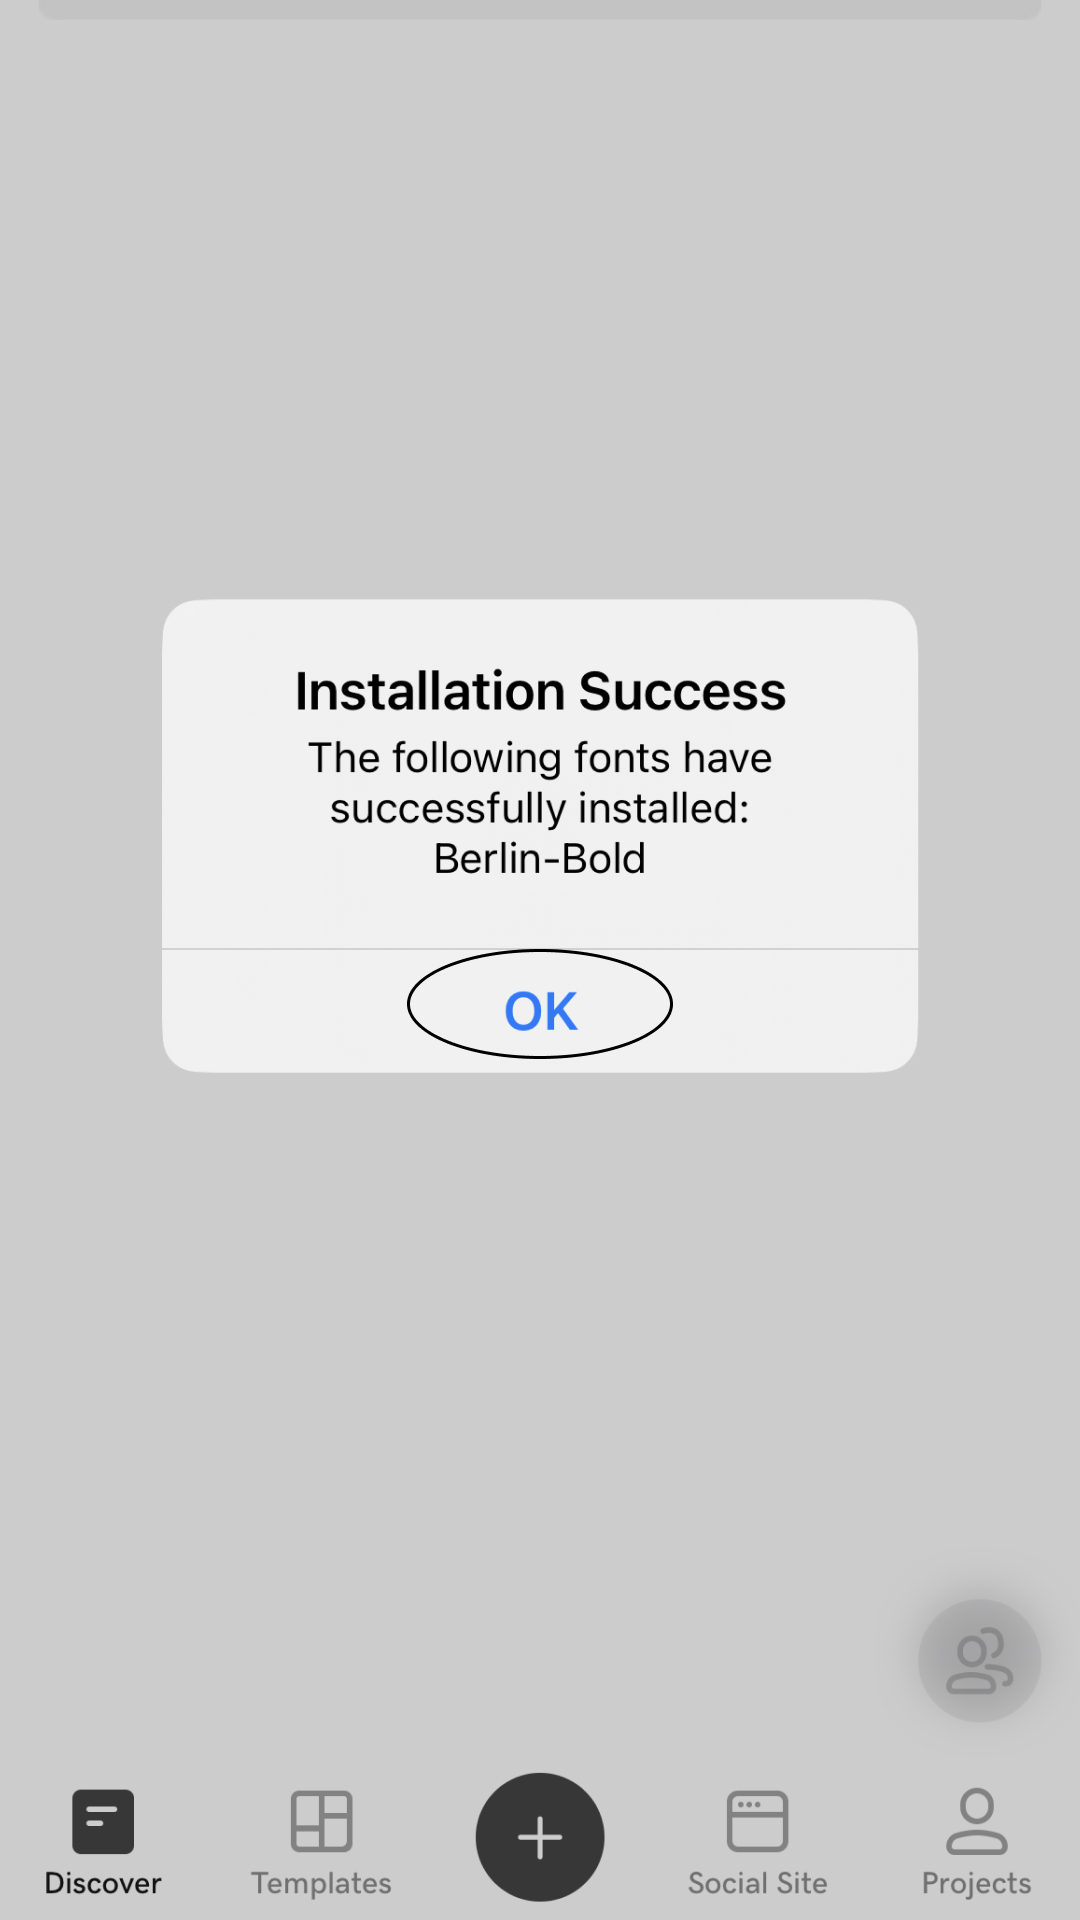 Installation Success
The following fonts have
successfully installed:
Berlin-Bold
OK
Discover
Templates
Social Site
Projects